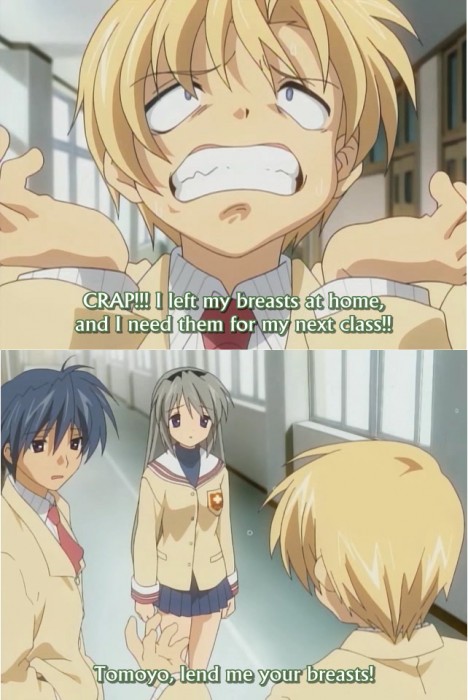 CRAP!!! I left my breasts at home,
and I need them for my next class!!
Tomoyo, lend me your breasts!